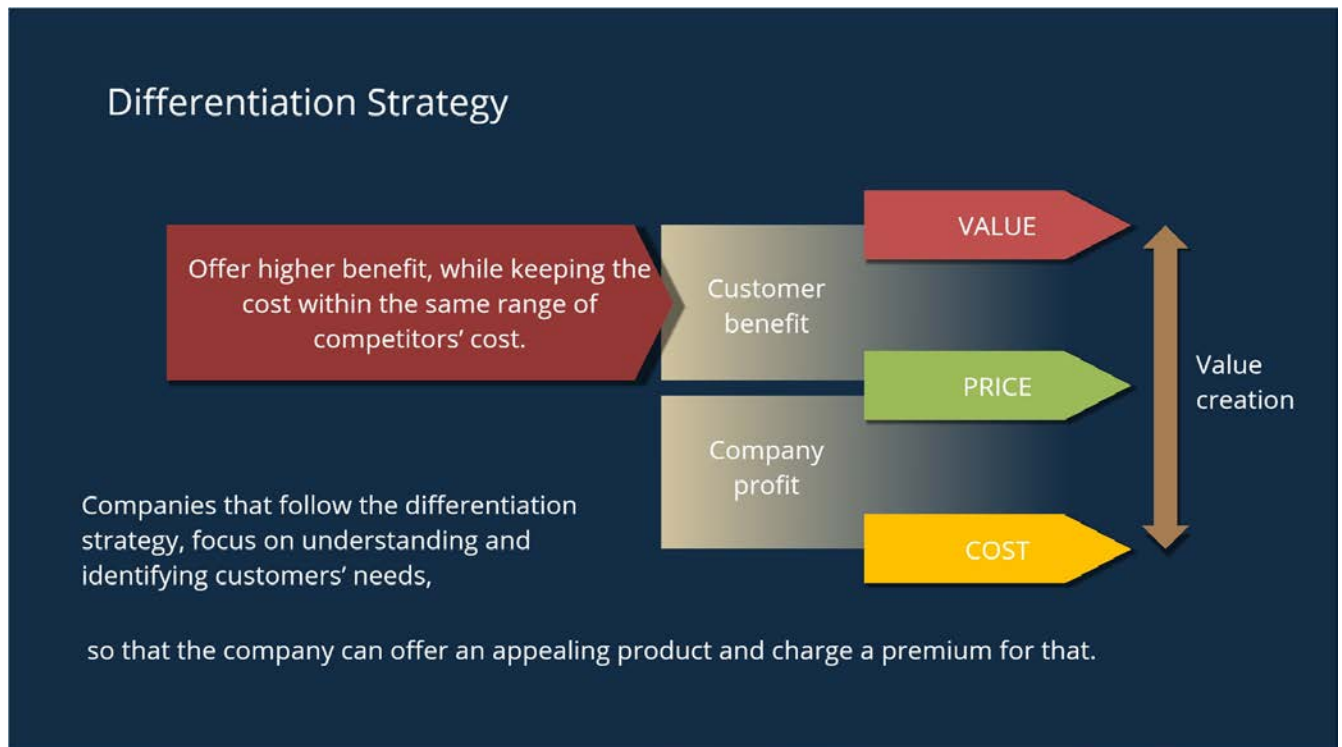 Differentiation Strategy
Offer higher benefit, while keeping the
cost within the same range of
competitors’ cost.
Customer
benefit
VALUE
PRICE
Value
creation
Company
profit
COST
Companies that follow the differentiation
strategy, focus on understanding and
identifying customers’ needs,
so that the company can offer an appealing product and charge a premium for that.